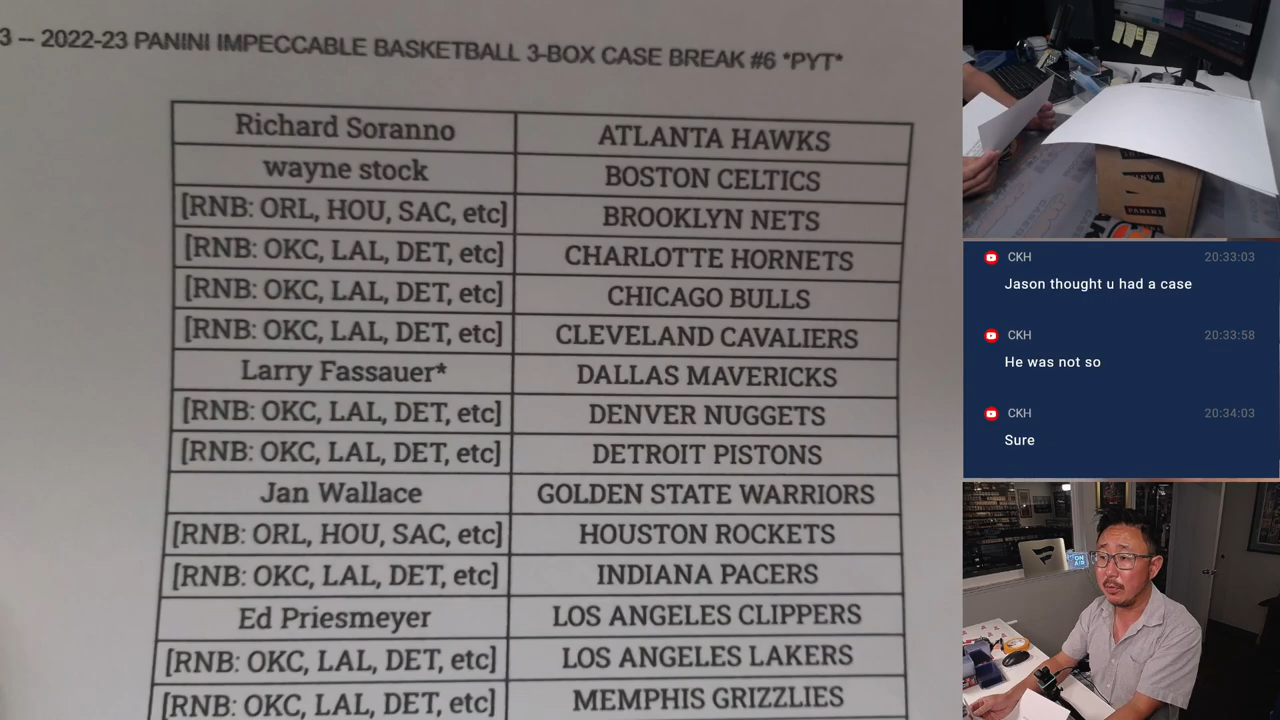 3 -- 2022-23 PANINI IMPECCABLE BASKETBALL 3-BOX CASE BREAK #6 *PYT*
Richard Soranno ATLANTA HAWKS
wayne stock BOSTON CELTICS
[RNB: ORL, HOU, SAC, etc] BROOKLYN NETS
[RNB: OKC, LAL, DET, etc] CHARLOTTE HORNETS
[RNB: OKC, LAL, DET, etc] CHICAGO BULLS
[RNB: OKC, LAL, DET, etc] CLEVELAND CAVALIERS
Larry Fassauer* DALLAS MAVERICKS
[RNB: OKC, LAL, DET, etc] DENVER NUGGETS
[RNB: OKC, LAL, DET, etc] DETROIT PISTONS
Jan Wallace GOLDEN STATE WARRIORS
[RNB: ORL, HOU, SAC, etc] HOUSTON ROCKETS
[RNB: OKC, LAL, DET, etc] INDIANA PACERS
Ed Priesmeyer LOS ANGELES CLIPPERS
[RNB: OKC, LAL, DET, etc] LOS ANGELES LAKERS
[RNB: OKC, LAL, DET, etc] MEMPHIS GRIZZLIES
PANINI
CKH 20:33:03
Jason thought u had a case
CKH 20:33:58
He was not so
CKH 20:34:03
Sure
ON
AIR